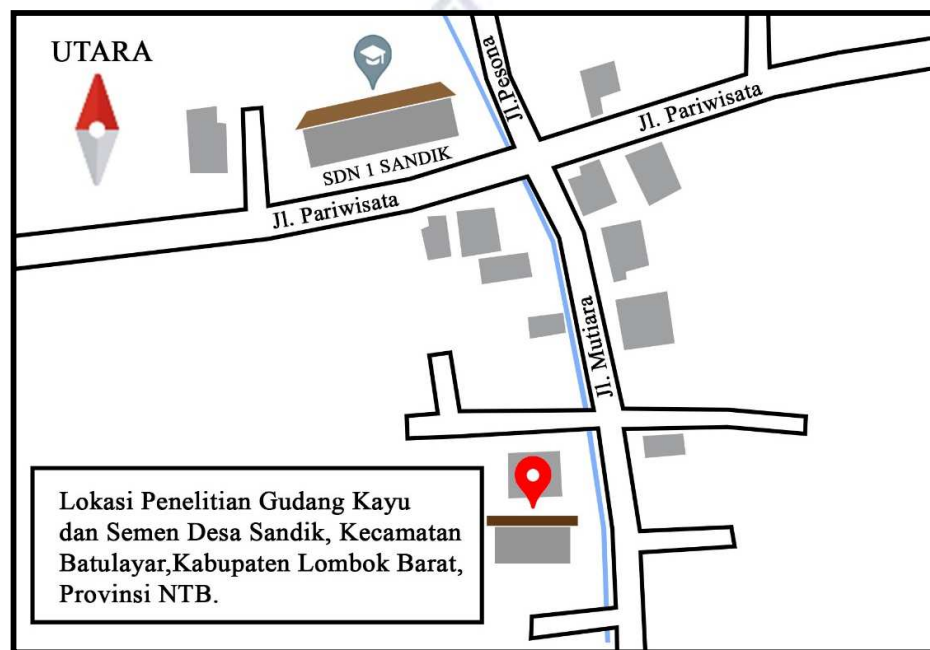 UTARA
Jl.Pesona
Jl. Pariwisata
SDN 1 SANDIK
Jl. Pariwisata
Jl. Mutiara
Lokasi Penelitian Gudang Kayu
dan Semen Desa Sandik, Kecamatan
Batulayar,Kabupaten Lombok Barat,
Provinsi NTB.